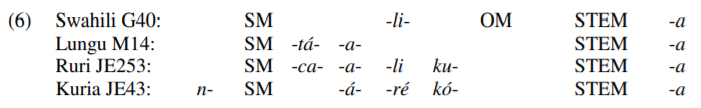 (6) Swahili G40: SM -li- OM STEM -a
Lungu M14: SM -tá- -a- STEM -a
Ruri JE253: SM -ca- -a- -li ku- STEM -a
Kuria JE43: n- SM -á- -ré kó- STEM -a